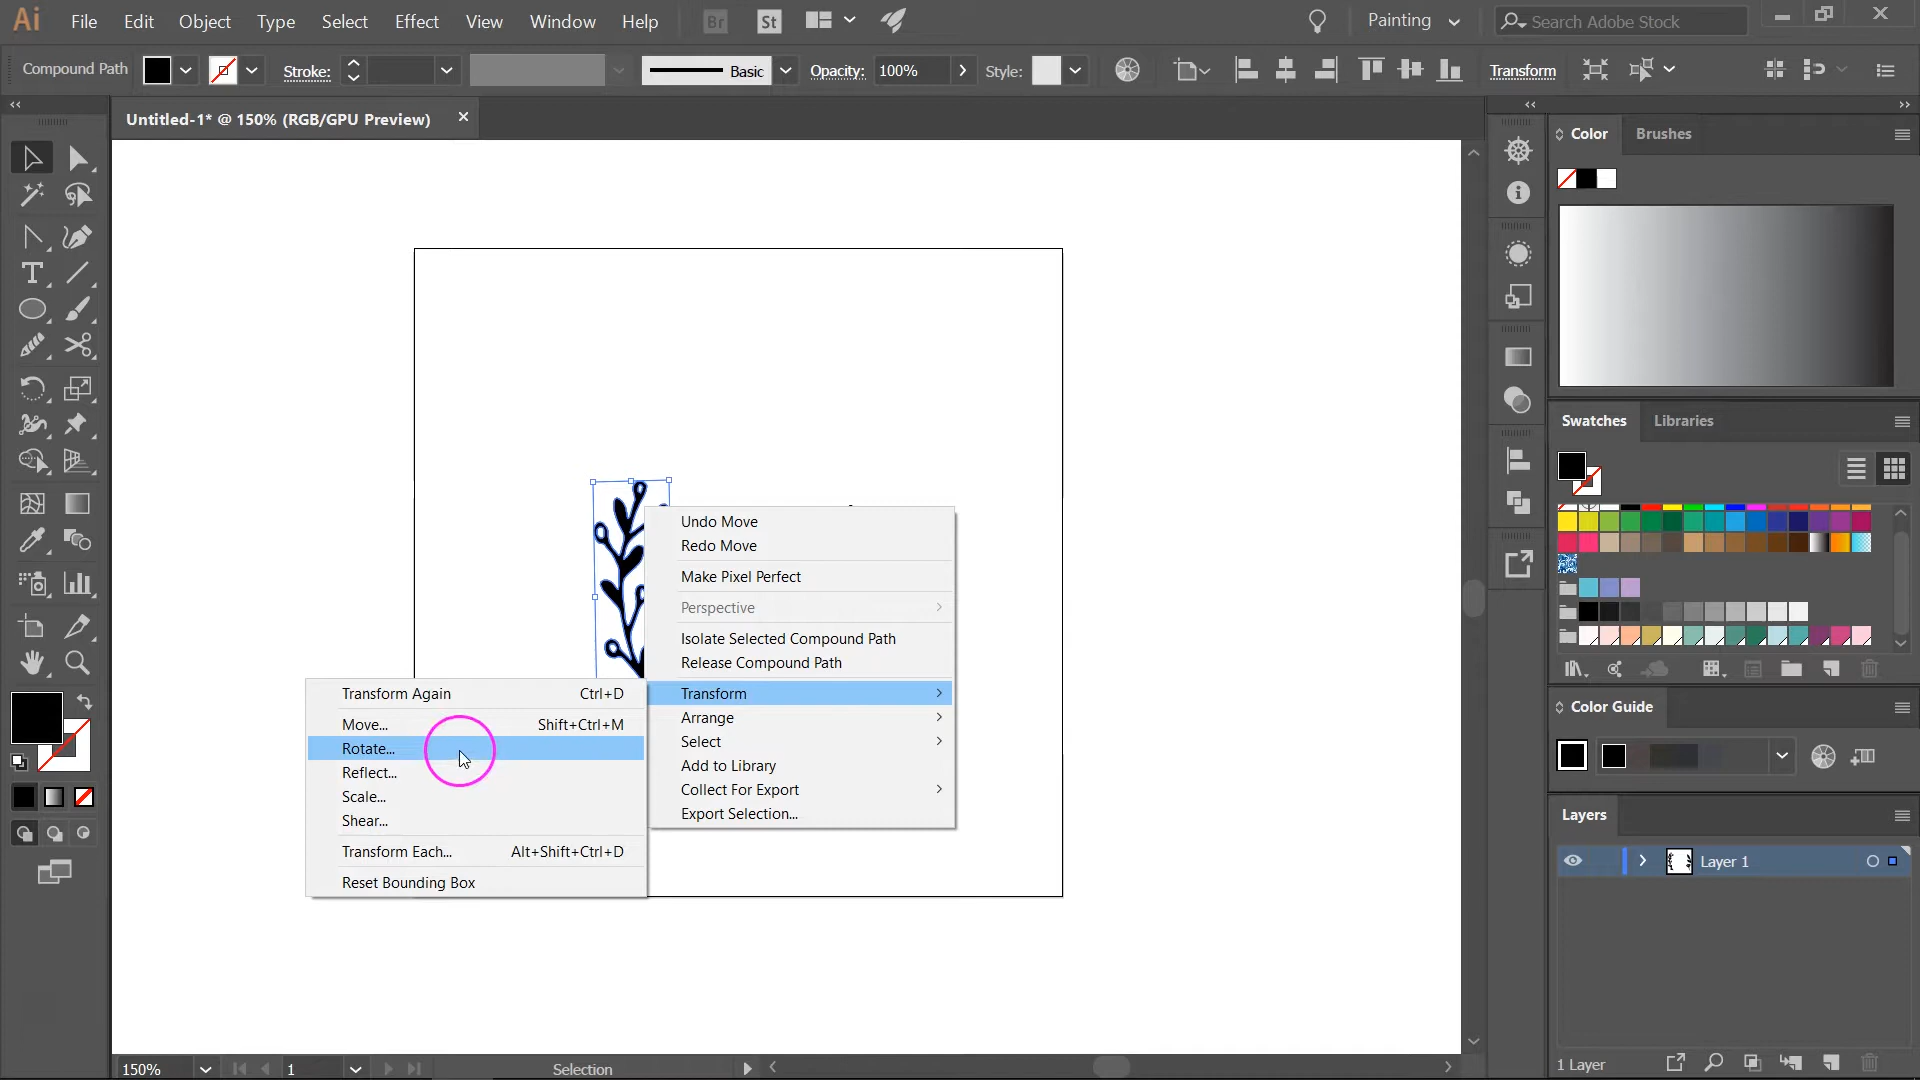 Ai File Edit Object Type Select Effect View Window Help Br St Painting Search Adobe Stock
Compound Path Stroke: Basic Opacity: 100% Style: Transform
Untitled-1* @ 150% (RGB/GPU Preview)
Color Brushes
Swatches Libraries
Undo Move
Redo Move
Make Pixel Perfect
Perspective
Isolate Selected Compound Path
Release Compound Path
Transform
Arrange
Select
Add to Library
Collect For Export
Export Selection...
Transform Again Ctrl+D
Move... Shift+Ctrl+M
Rotate...
Reflect...
Scale...
Shear...
Transform Each... Alt+Shift+Ctrl+D
Reset Bounding Box
Color Guide
Layers
Layer 1
1 Layer
150% 1 Selection